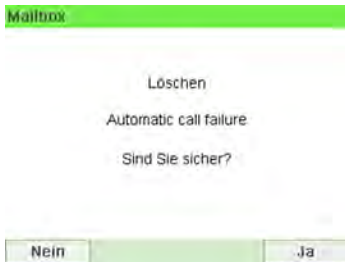 Mailbox
Löschen
Automatic call failure
Sind Sie sicher?
Nein Ja